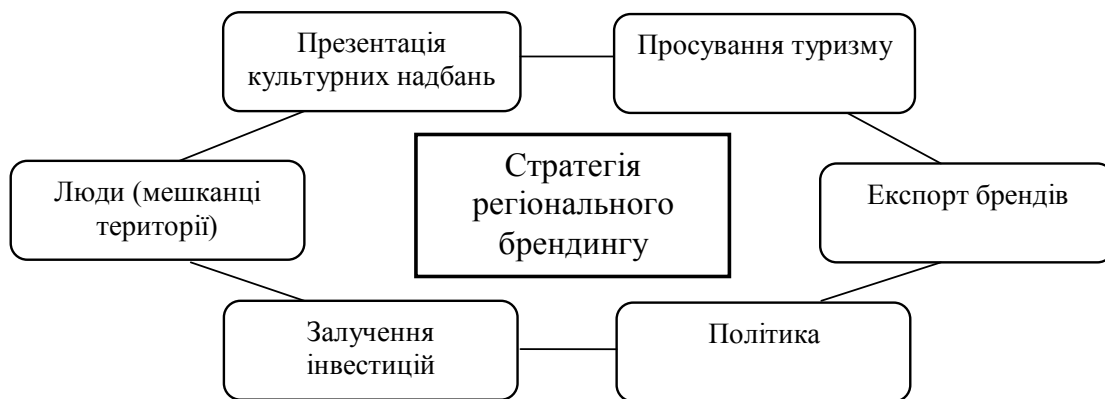 Презентація
культурних надбань
Просування туризму
Люди (мешканці
території)
Стратегія
регіонального
брендингу
Експорт брендів
Залучення
інвестицій
Політика